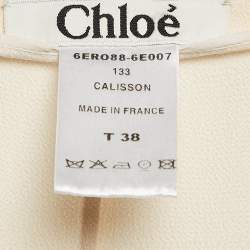 Chloé
6ERO88-6E007
133
CALISSON
MADE IN FRANCE
T 38